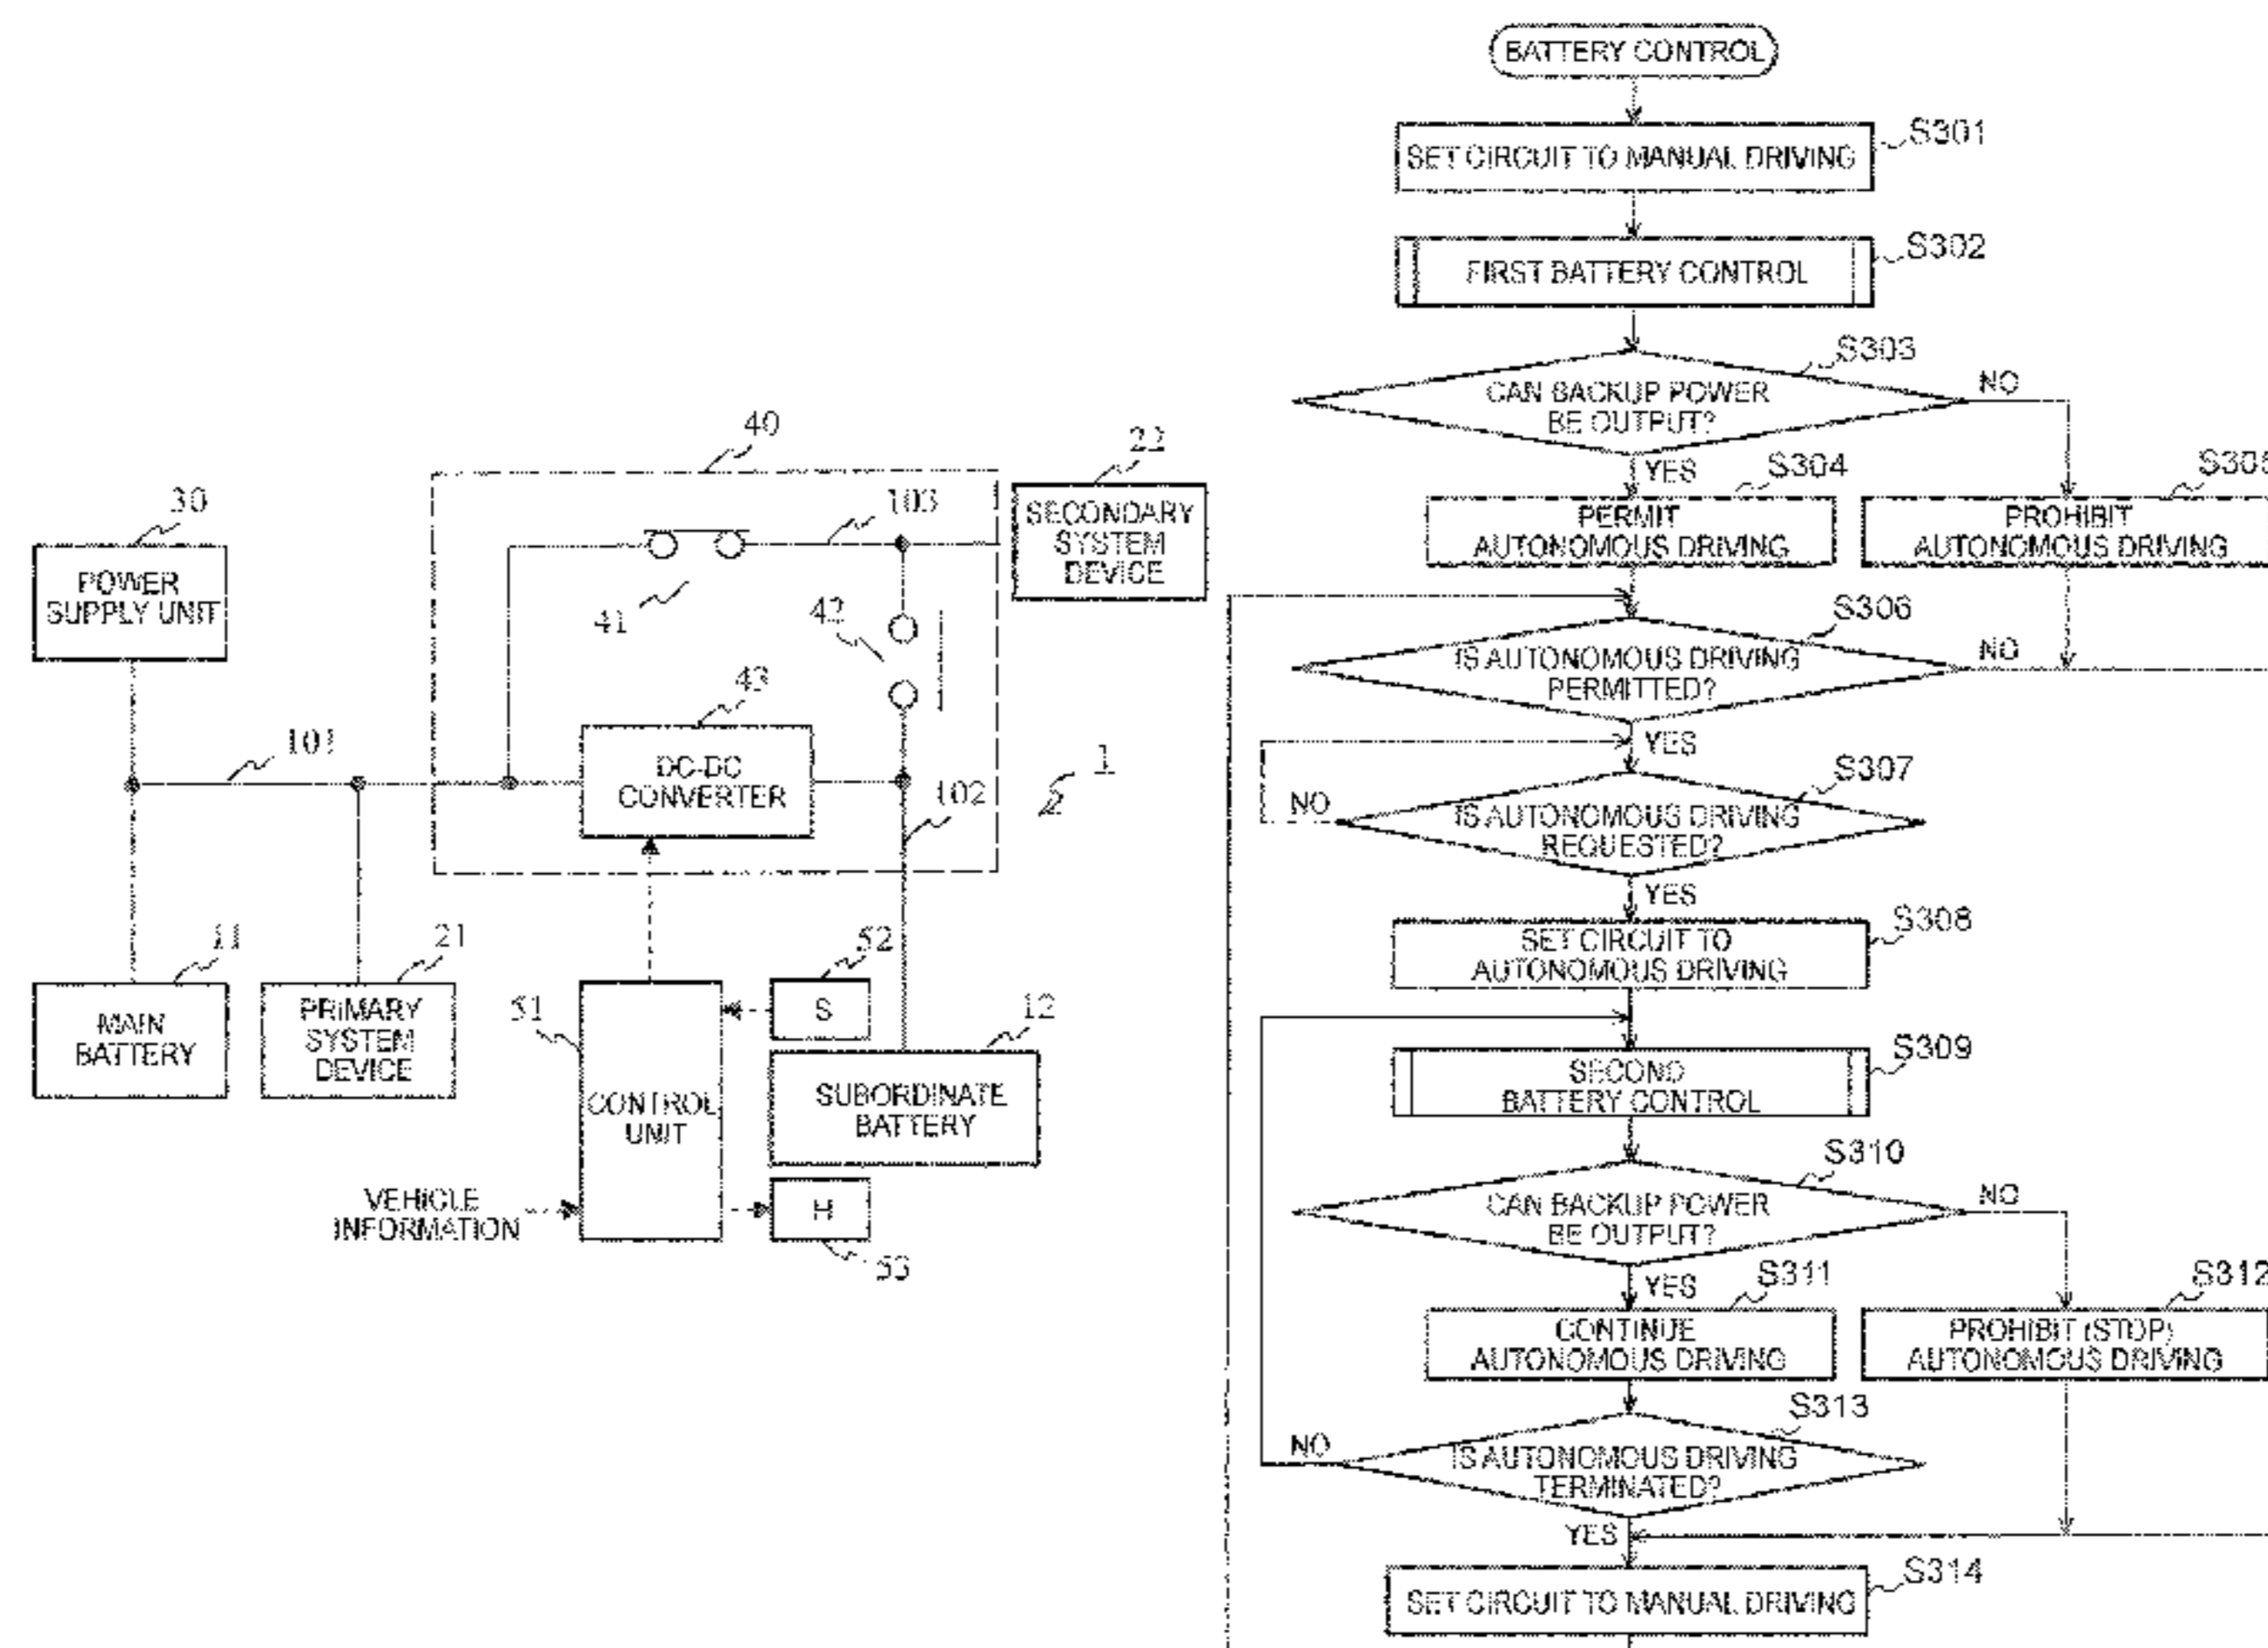 40
22
30
103
SECONDARY
SYSTEM
DEVICE
POWER
SUPPLY UNIT
41
42
43
101
DC-DC
CONVERTER
1
102
11
21
52
MAIN
BATTERY
PRIMARY
SYSTEM
DEVICE
51
S
12
CONTROL
UNIT
SUBORDINATE
BATTERY
VEHICLE
INFORMATION
H
53
BATTERY CONTROL
S301
SET CIRCUIT TO MANUAL DRIVING
S302
FIRST BATTERY CONTROL
S303
CAN BACKUP POWER
BE OUTPUT?
NO
YES
S304
S305
PERMIT
AUTONOMOUS DRIVING
PROHIBIT
AUTONOMOUS DRIVING
S306
IS AUTONOMOUS DRIVING
PERMITTED?
NO
YES
S307
NO
IS AUTONOMOUS DRIVING
REQUESTED?
YES
S308
SET CIRCUIT TO
AUTONOMOUS DRIVING
S309
SECOND
BATTERY CONTROL
S310
CAN BACKUP POWER
BE OUTPUT?
NO
YES
S311
S312
CONTINUE
AUTONOMOUS DRIVING
PROHIBIT (STOP)
AUTONOMOUS DRIVING
S313
NO
IS AUTONOMOUS DRIVING
TERMINATED?
YES
S314
SET CIRCUIT TO MANUAL DRIVING